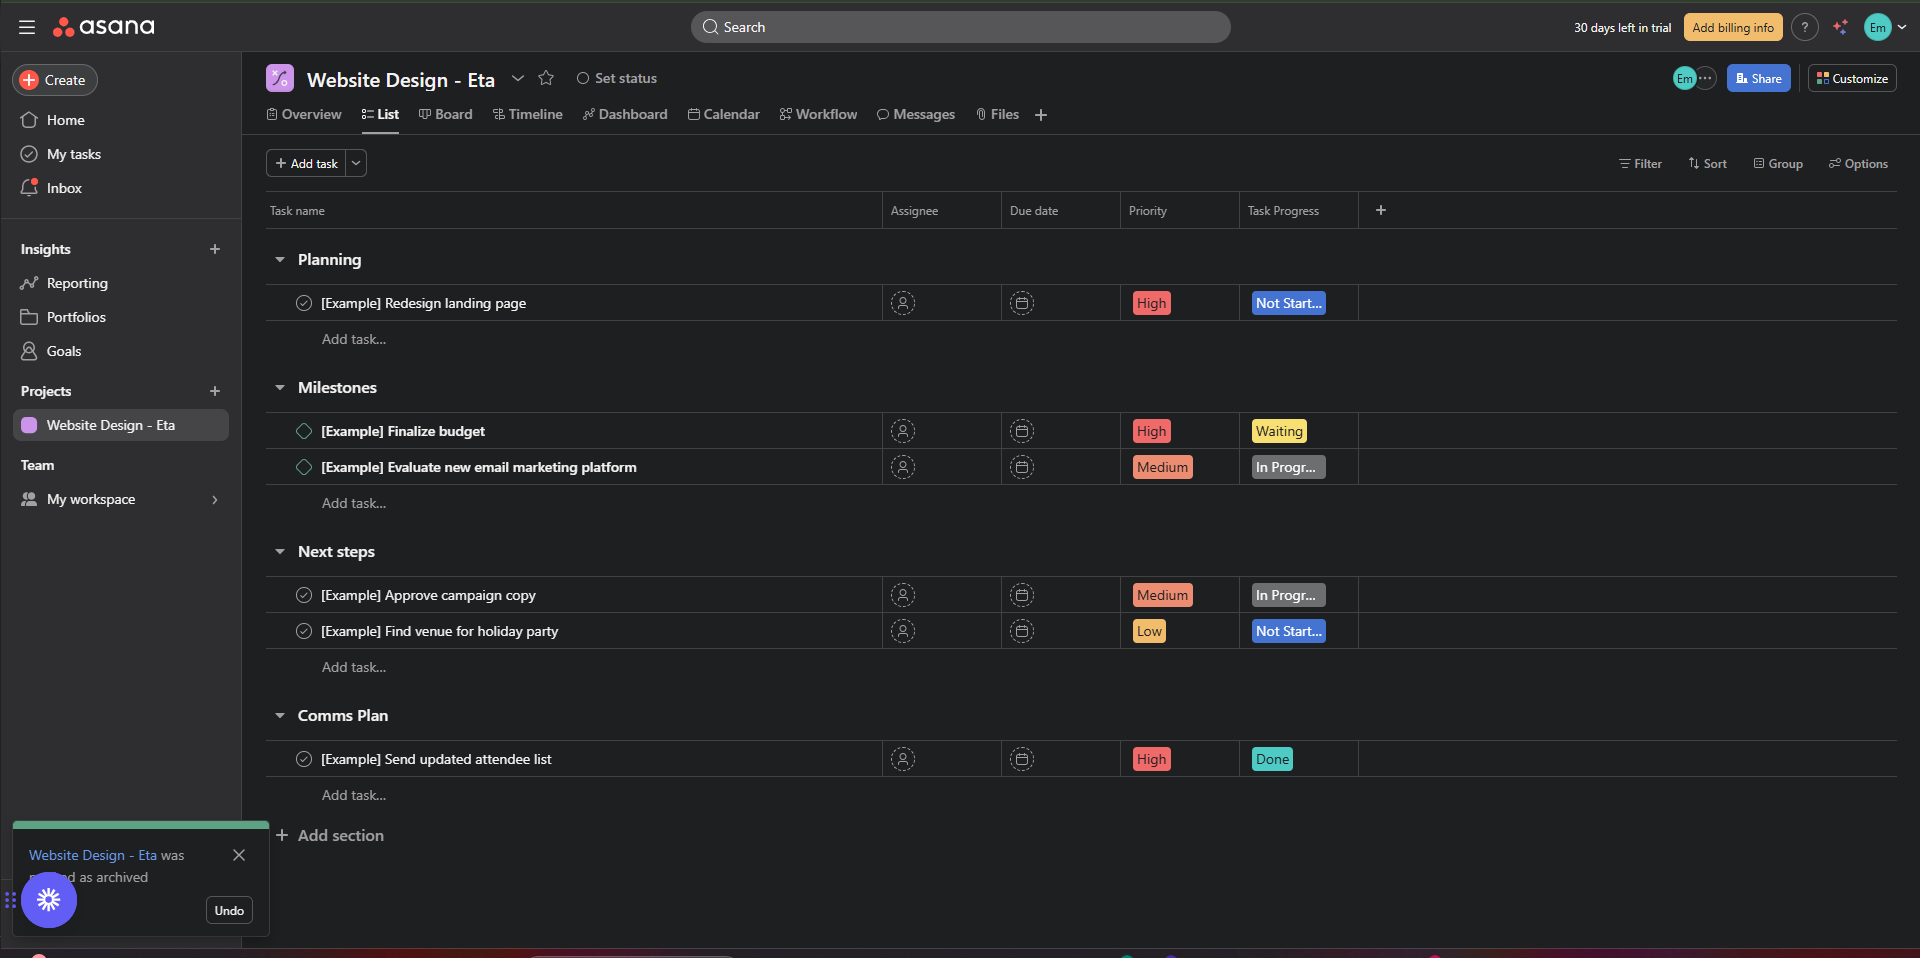 asana
Search
30 days left in trial
Add billing info
?
Em
Create
Home
My tasks
Inbox
Insights
Reporting
Portfolios
Goals
Projects
Website Design - Eta
Team
My workspace
Website Design - Eta
Set status
Em
Share
Customize
Overview
List
Board
Timeline
Dashboard
Calendar
Workflow
Messages
Files
Add task
Filter
Sort
Group
Options
Task name
Assignee
Due date
Priority
Task Progress
Planning
[Example] Redesign landing page
High
Not Start...
Add task...
Milestones
[Example] Finalize budget
High
Waiting
[Example] Evaluate new email marketing platform
Medium
In Progr...
Add task...
Next steps
[Example] Approve campaign copy
Medium
In Progr...
[Example] Find venue for holiday party
Low
Not Start...
Add task...
Comms Plan
[Example] Send updated attendee list
High
Done
Add task...
Add section
Website Design - Eta was
as archived
Undo